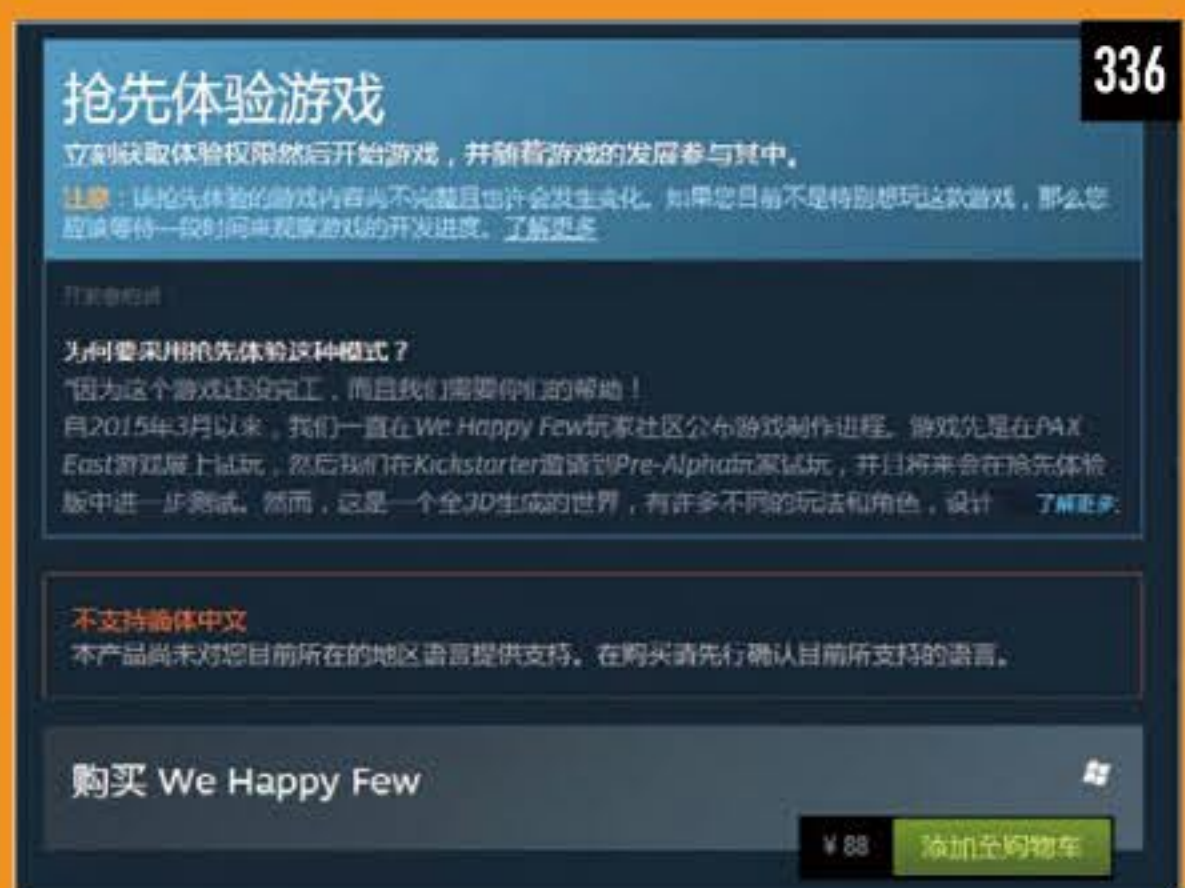 336
抢先体验游戏
立刻获取体验权限然后开始游戏，并随着游戏的发展参与其中。
注意：该抢先体验的游戏内容尚不完整且也许会发生变化。如果您目前不是特别想玩这款游戏，那么您
应该等待一段时间来观察游戏的开发进度。了解更多
开发者的话：
为何要采用抢先体验这种模式？
“因为这个游戏还没完工，而且我们需要你们的帮助！
自2015年3月以来，我们一直在We Happy Few玩家社区公布游戏制作进程。游戏先是在PAX
East游戏展上试玩，然后我们在Kickstarter邀请到Pre-Alpha玩家试玩，并且将来会在抢先体验
版中进一步测试。然而，这是一个全3D生成的世界，有许多不同的玩法和角色，设计 了解更多
不支持简体中文
本产品尚未对您目前所在的地区语言提供支持。在购买请先行确认目前所支持的语言。
购买 We Happy Few
¥ 88 添加至购物车